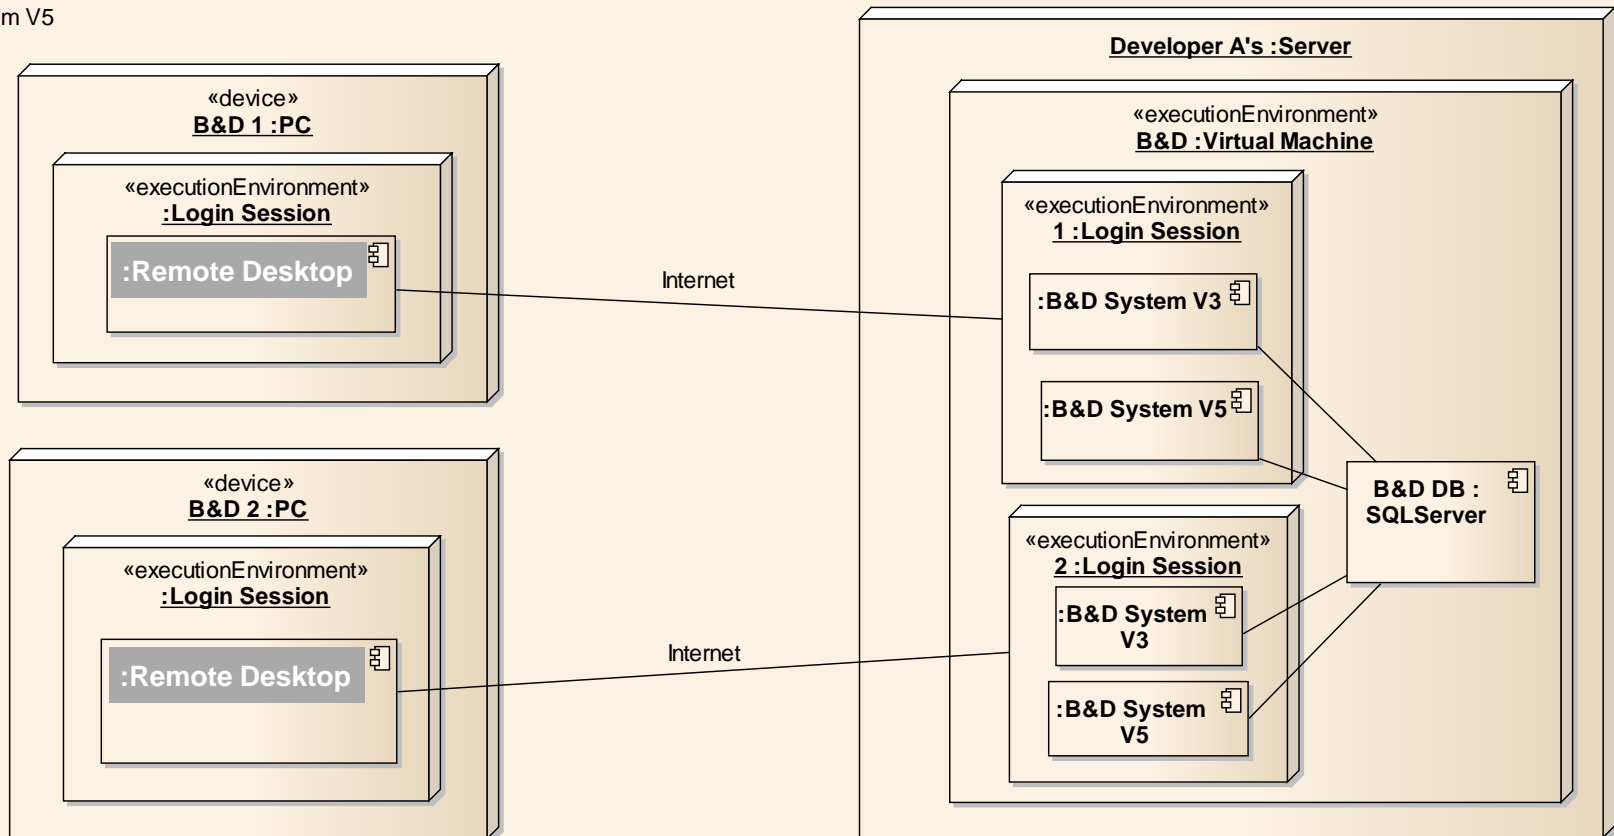 m V5
«device»
B&D 1 :PC
«executionEnvironment»
:Login Session
:Remote Desktop
Internet
«device»
B&D 2 :PC
«executionEnvironment»
:Login Session
:Remote Desktop
Internet
Developer A's :Server
«executionEnvironment»
B&D :Virtual Machine
«executionEnvironment»
1 :Login Session
:B&D System V3
:B&D System V5
«executionEnvironment»
2 :Login Session
:B&D System
V3
:B&D System
V5
B&D DB :
SQLServer